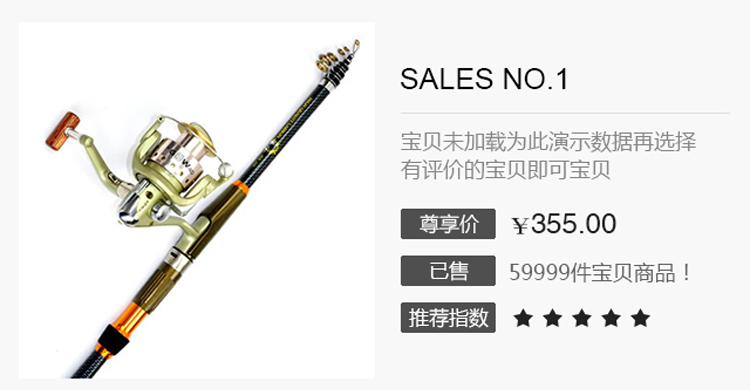 SALES NO.1
宝贝未加载为此演示数据再选择
有评价的宝贝即可宝贝
尊享价 ￥355.00
已售 59999件宝贝商品！
推荐指数 ★★★★★